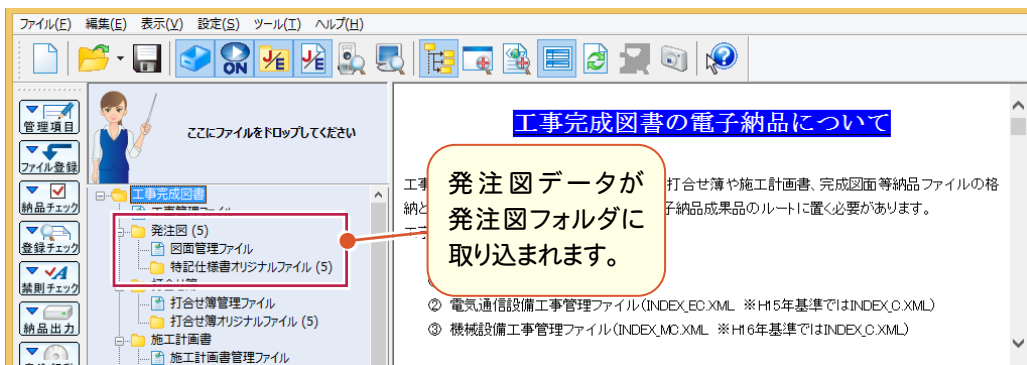 ファイル(F) 編集(E) 表示(V) 設定(S) ツール(T) ヘルプ(H)
ON
J/E
J/E
管理項目
ファイル登録
納品チェック
登録チェック
禁則チェック
納品出力
ここにファイルをドロップしてください
工事完成図書
発注図 (5)
図面管理ファイル
特記仕様書オリジナルファイル (5)
打合せ簿管理ファイル
打合せ簿オリジナルファイル (5)
施工計画書
施工計画書管理ファイル
工事完成図書の電子納品について
打合せ簿や施工計画書、完成図面等納品ファイルの格
納と
子納品成果品のルートに置く必要があります。
発注図データが
発注図フォルダに
取り込まれます。
② 電気通信設備工事管理ファイル(INDEX_EC.XML ※H15年基準ではINDEX_C.XML)
③ 機械設備工事管理ファイル(INDEX_MC.XML ※H16年基準ではINDEX_C.XML)